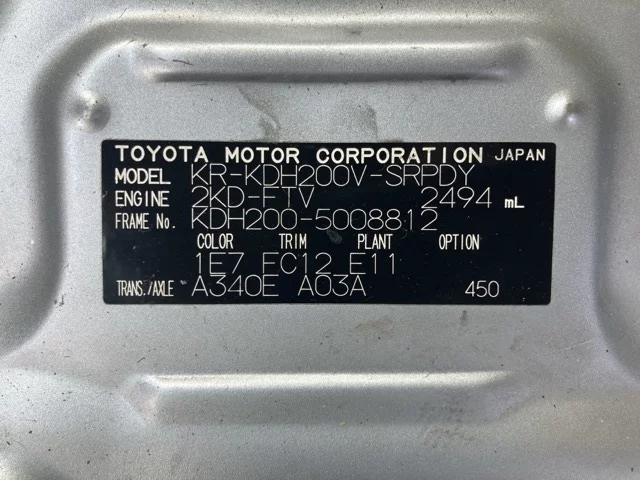 TOYOTA MOTOR CORPORATION JAPAN
MODEL KR-KDH200V-SRPDY
ENGINE 2KD-FTV 2494 mL
FRAME No. KDH200-5008812
COLOR TRIM PLANT OPTION
1E7 FC12 E11
TRANS./AXLE A340E A03A 450